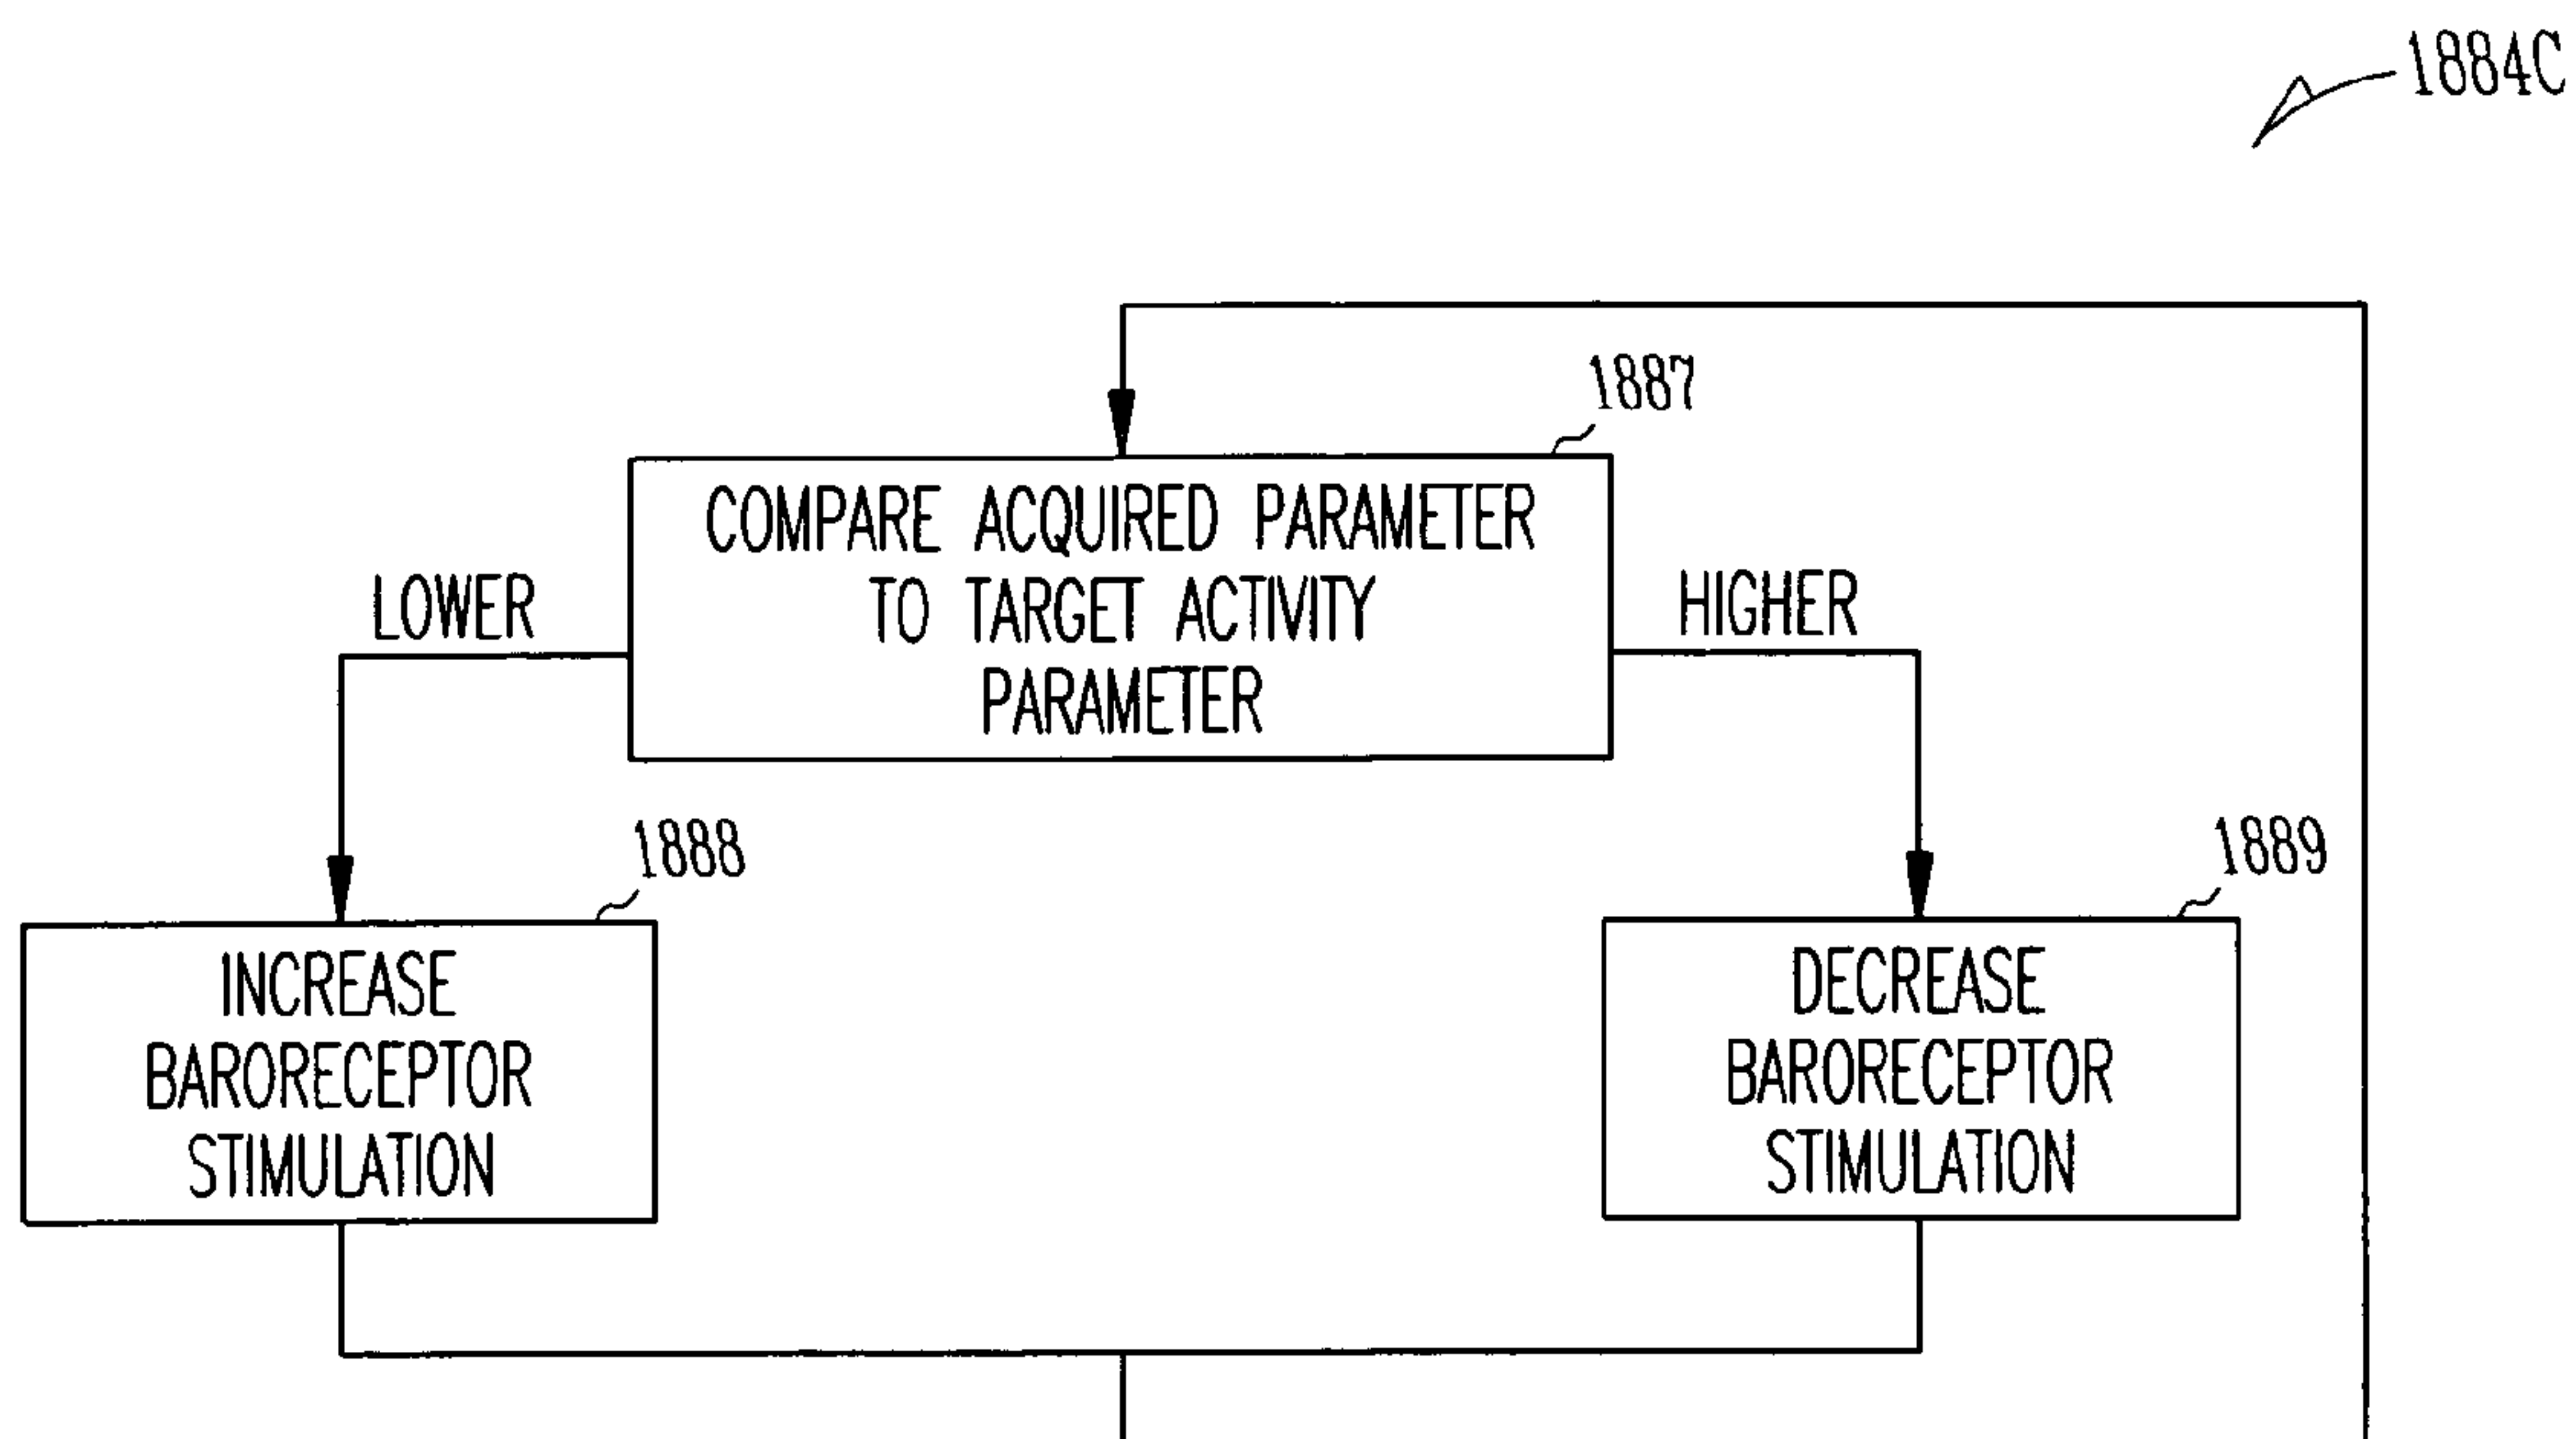 1884C
1887
COMPARE ACQUIRED PARAMETER
TO TARGET ACTIVITY
PARAMETER
LOWER
HIGHER
1888
INCREASE
BARORECEPTOR
STIMULATION
1889
DECREASE
BARORECEPTOR
STIMULATION